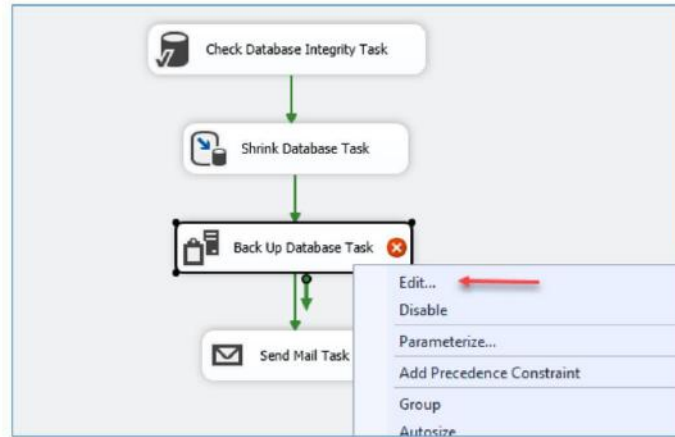 Check Database Integrity Task
Shrink Database Task
Back Up Database Task
Send Mail Task
Edit...
Disable
Parameterize...
Add Precedence Constraint
Group
Autosize